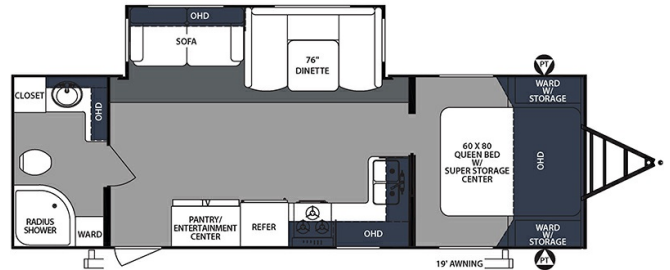 OHD
SOFA
76"
DINETTE
CLOSET
OHD
PT
WARD
W/
STORAGE
60 X 80
QUEEN BED
W/
SUPER STORAGE
CENTER
OHD
RADIUS
SHOWER
WARD
PANTRY/
ENTERTAINMENT
CENTER
REFER
OHD
WARD
W/
STORAGE
19' AWNING
PT